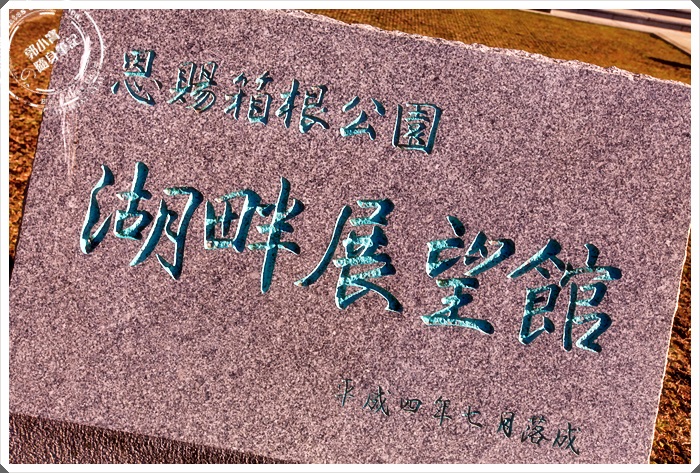 恩賜箱根公園
湖畔展望館
平成四年七月落成